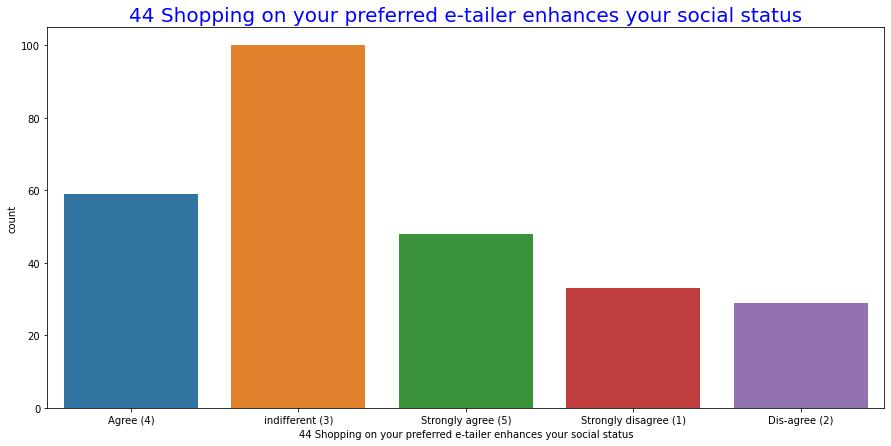 44 Shopping on your preferred e-tailer enhances your social status
100
80
60
40
20
0
count
Agree (4)
indifferent (3)
Strongly agree (5)
Strongly disagree (1)
Dis-agree (2)
44 Shopping on your preferred e-tailer enhances your social status